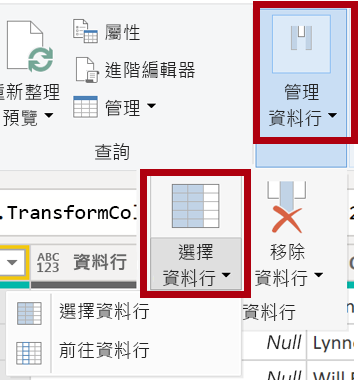 重新整理
預覽
屬性
進階編輯器
管理
查詢
管理
資料行
.TransformCol
2
選擇
資料行
移除
資料行
ABC
123
資料行
資料行
選擇資料行
前往資料行
Null
Lynne
Null
Will